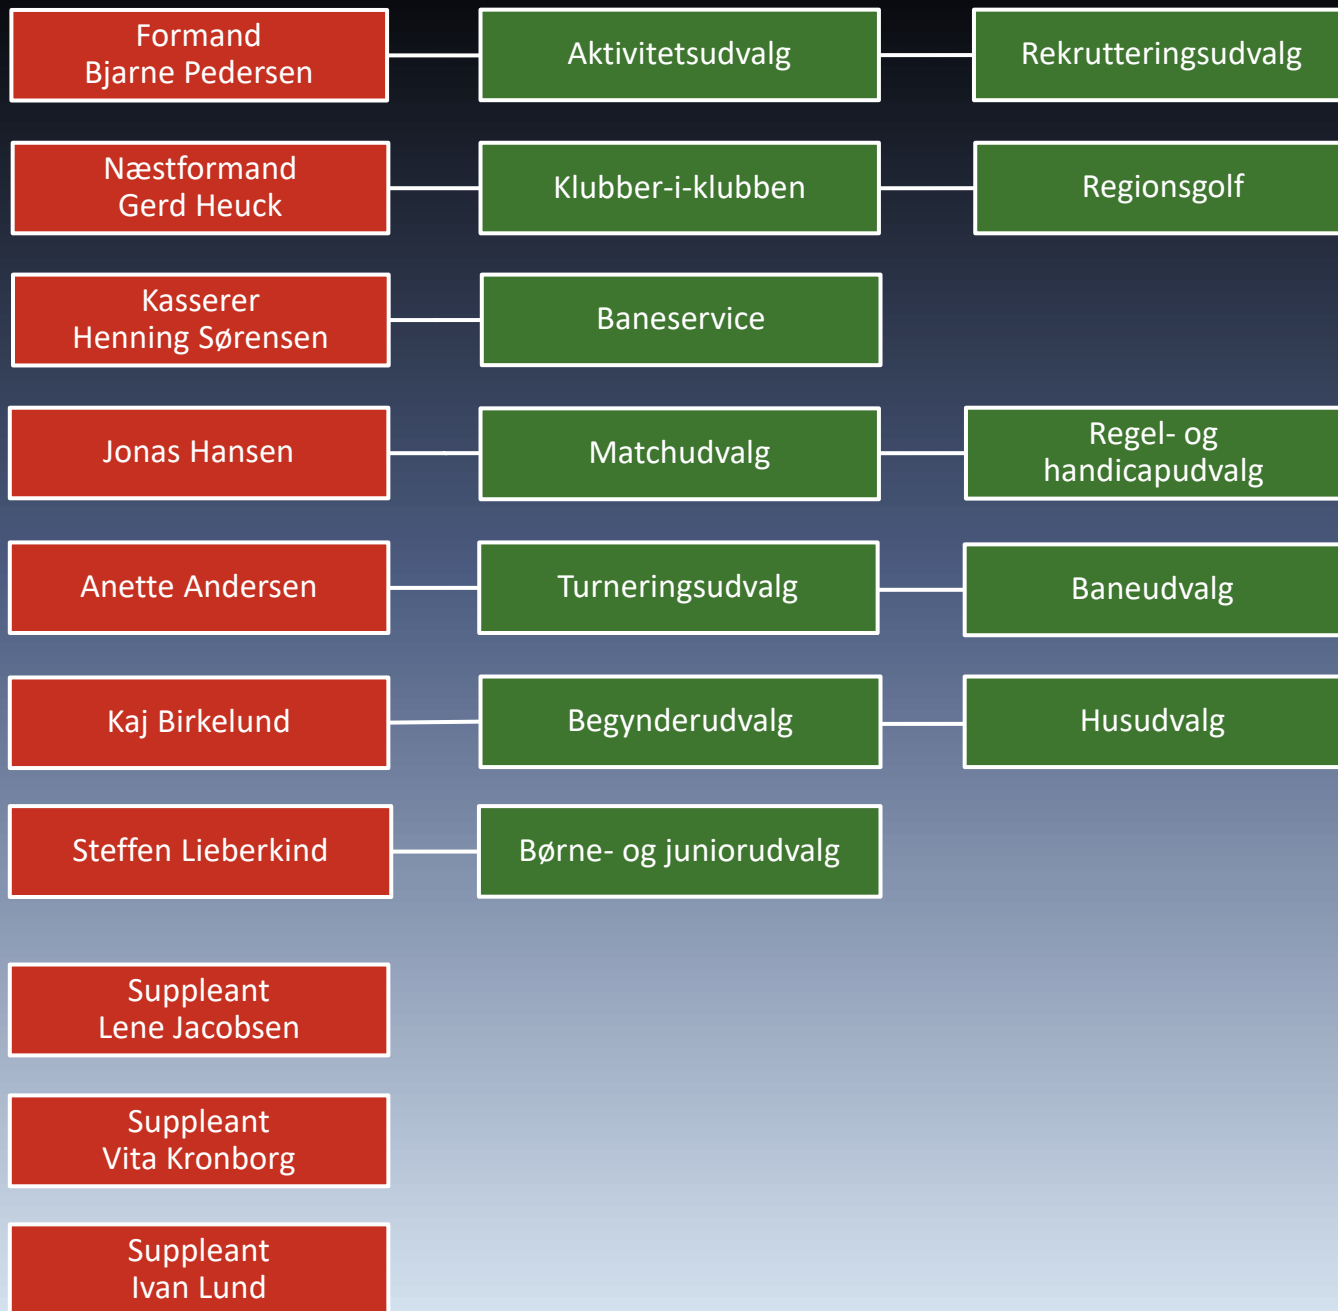 Formand
Bjarne Pedersen
Aktivitetsudvalg
Rekrutteringsudvalg
Næstformand
Gerd Heuck
Klubber-i-klubben
Regionsgolf
Kasserer
Henning Sørensen
Baneservice
Jonas Hansen
Matchudvalg
Regel- og
handicapudvalg
Anette Andersen
Turneringsudvalg
Baneudvalg
Kaj Birkelund
Begynderudvalg
Husudvalg
Steffen Lieberkind
Børne- og juniorudvalg
Suppleant
Lene Jacobsen
Suppleant
Vita Kronborg
Suppleant
Ivan Lund